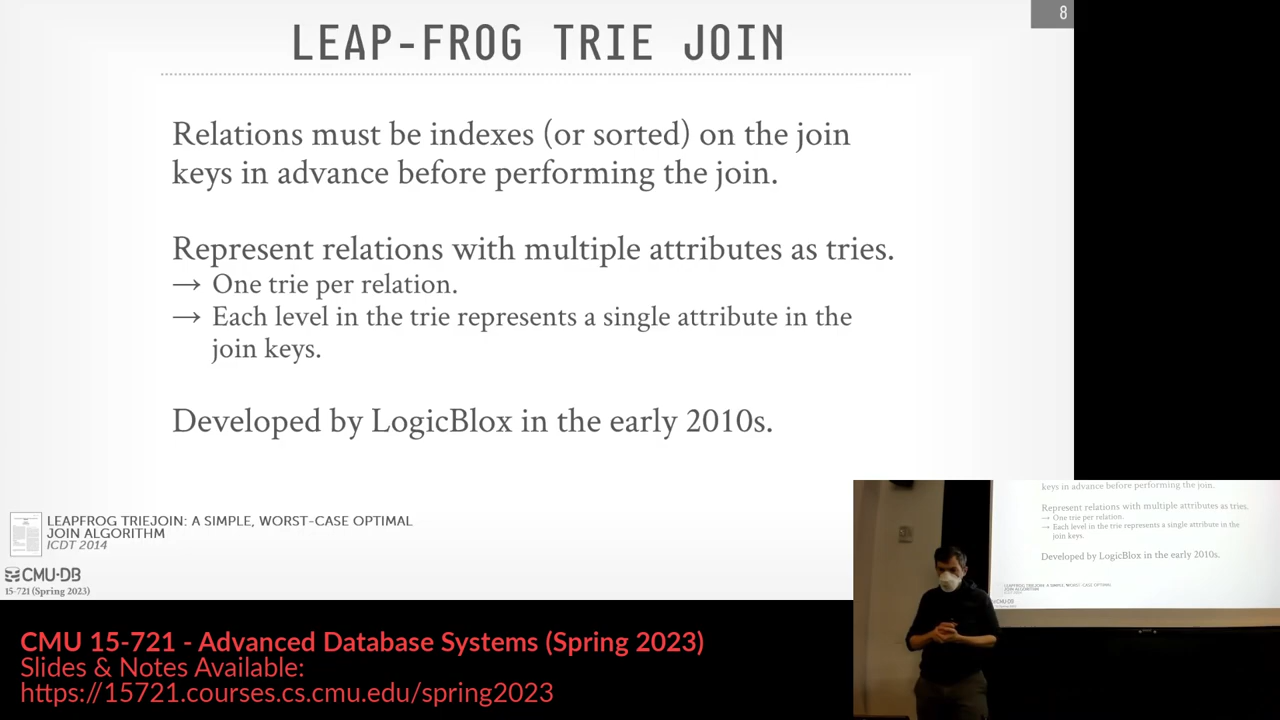 8
LEAP-FROG TRIE JOIN
Relations must be indexes (or sorted) on the join
keys in advance before performing the join.
Represent relations with multiple attributes as tries.
→ One trie per relation.
→ Each level in the trie represents a single attribute in the
join keys.
Developed by LogicBlox in the early 2010s.
LEAPFROG TRIEJOIN: A SIMPLE, WORST-CASE OPTIMAL
JOIN ALGORITHM
ICDT 2014
CMU·DB
15-721 (Spring 2023)
keys in advance before performing the join.
Represent relations with multiple attributes as tries.
→ One trie per relation.
→ Each level in the trie represents a single attribute in the
join keys.
Developed by LogicBlox in the early 2010s.
CMU 15-721 - Advanced Database Systems (Spring 2023)
Slides & Notes Available:
https://15721.courses.cs.cmu.edu/spring2023